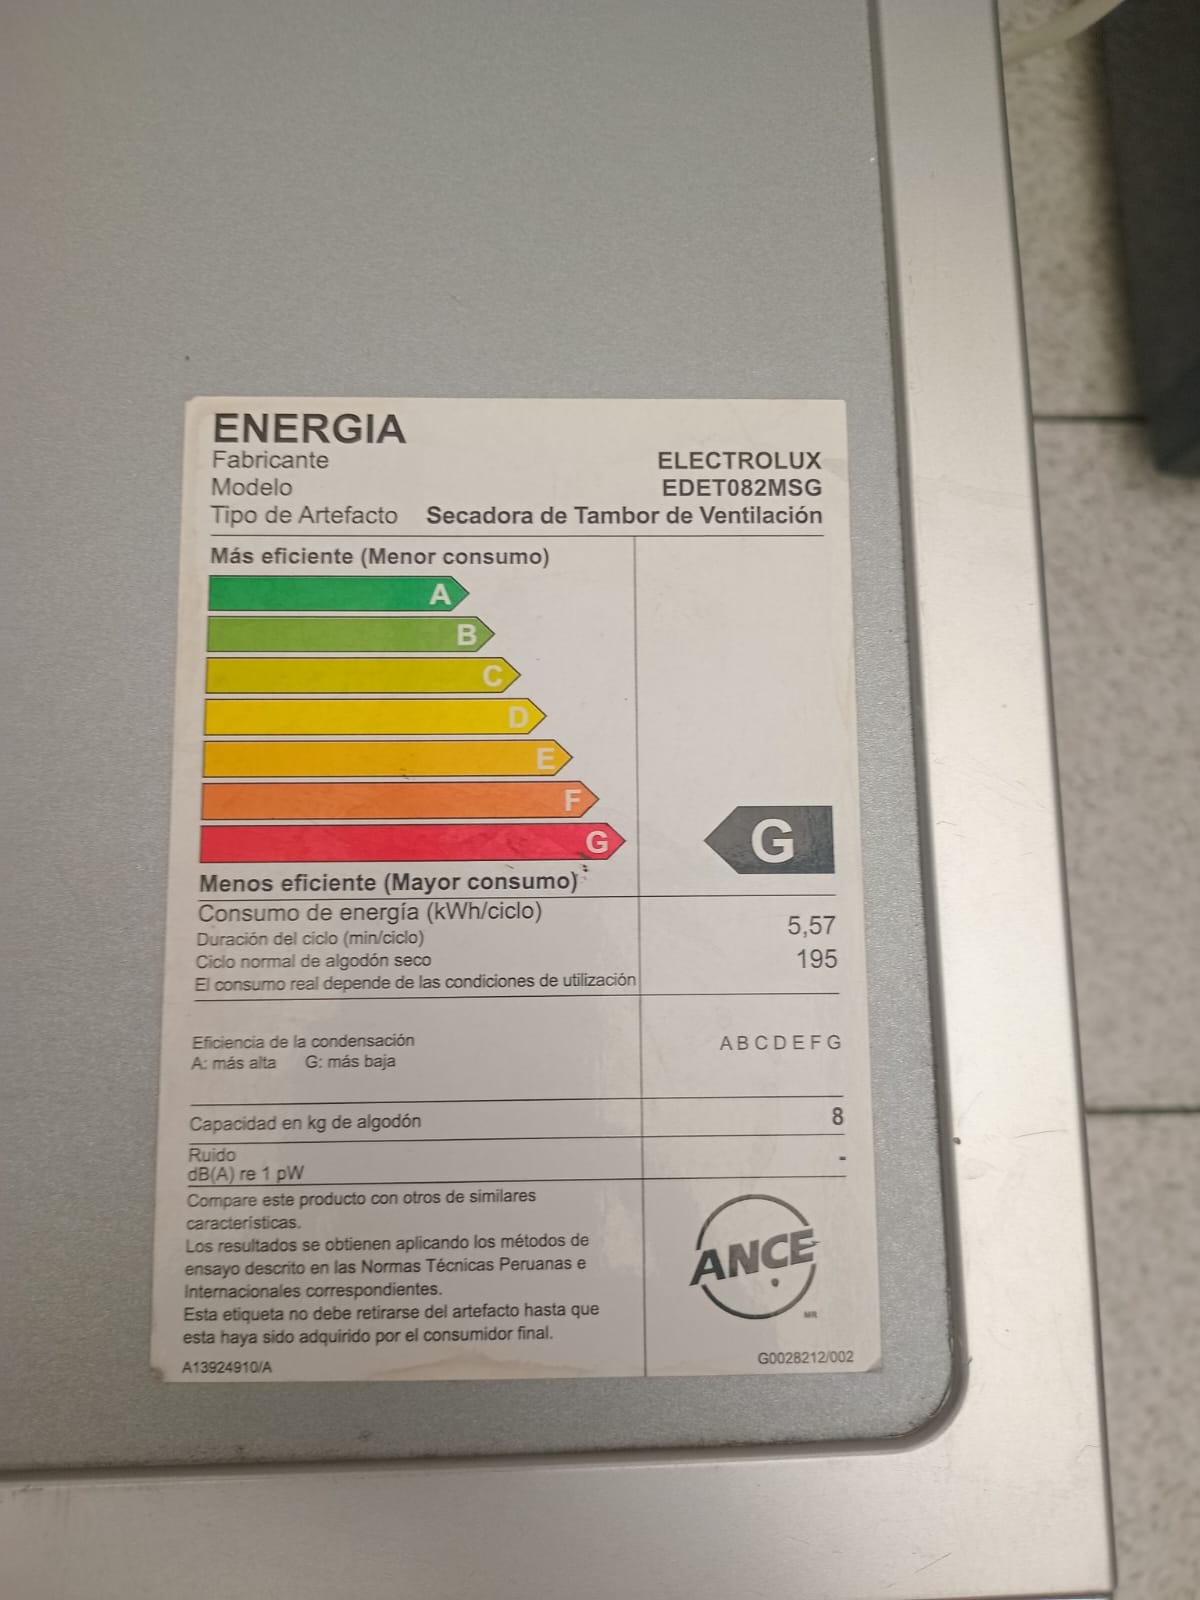 ENERGIA
Fabricante ELECTROLUX
Modelo EDET082MSG
Tipo de Artefacto Secadora de Tambor de Ventilación
Más eficiente (Menor consumo)
A
B
C
D
E
F
G G
Menos eficiente (Mayor consumo)
Consumo de energía (kWh/ciclo) 5,57
Duración del ciclo (min/ciclo) 195
Ciclo normal de algodón seco
El consumo real depende de las condiciones de utilización
Eficiencia de la condensación A B C D E F G
A: más alta G: más baja
Capacidad en kg de algodón 8
Ruido
dB(A) re 1 pW -
Compare este producto con otros de similares
características.
Los resultados se obtienen aplicando los métodos de
ensayo descrito en las Normas Técnicas Peruanas e
Internacionales correspondientes.
Esta etiqueta no debe retirarse del artefacto hasta que
esta haya sido adquirido por el consumidor final.
ANCE
MR
A13924910/A G0028212/002